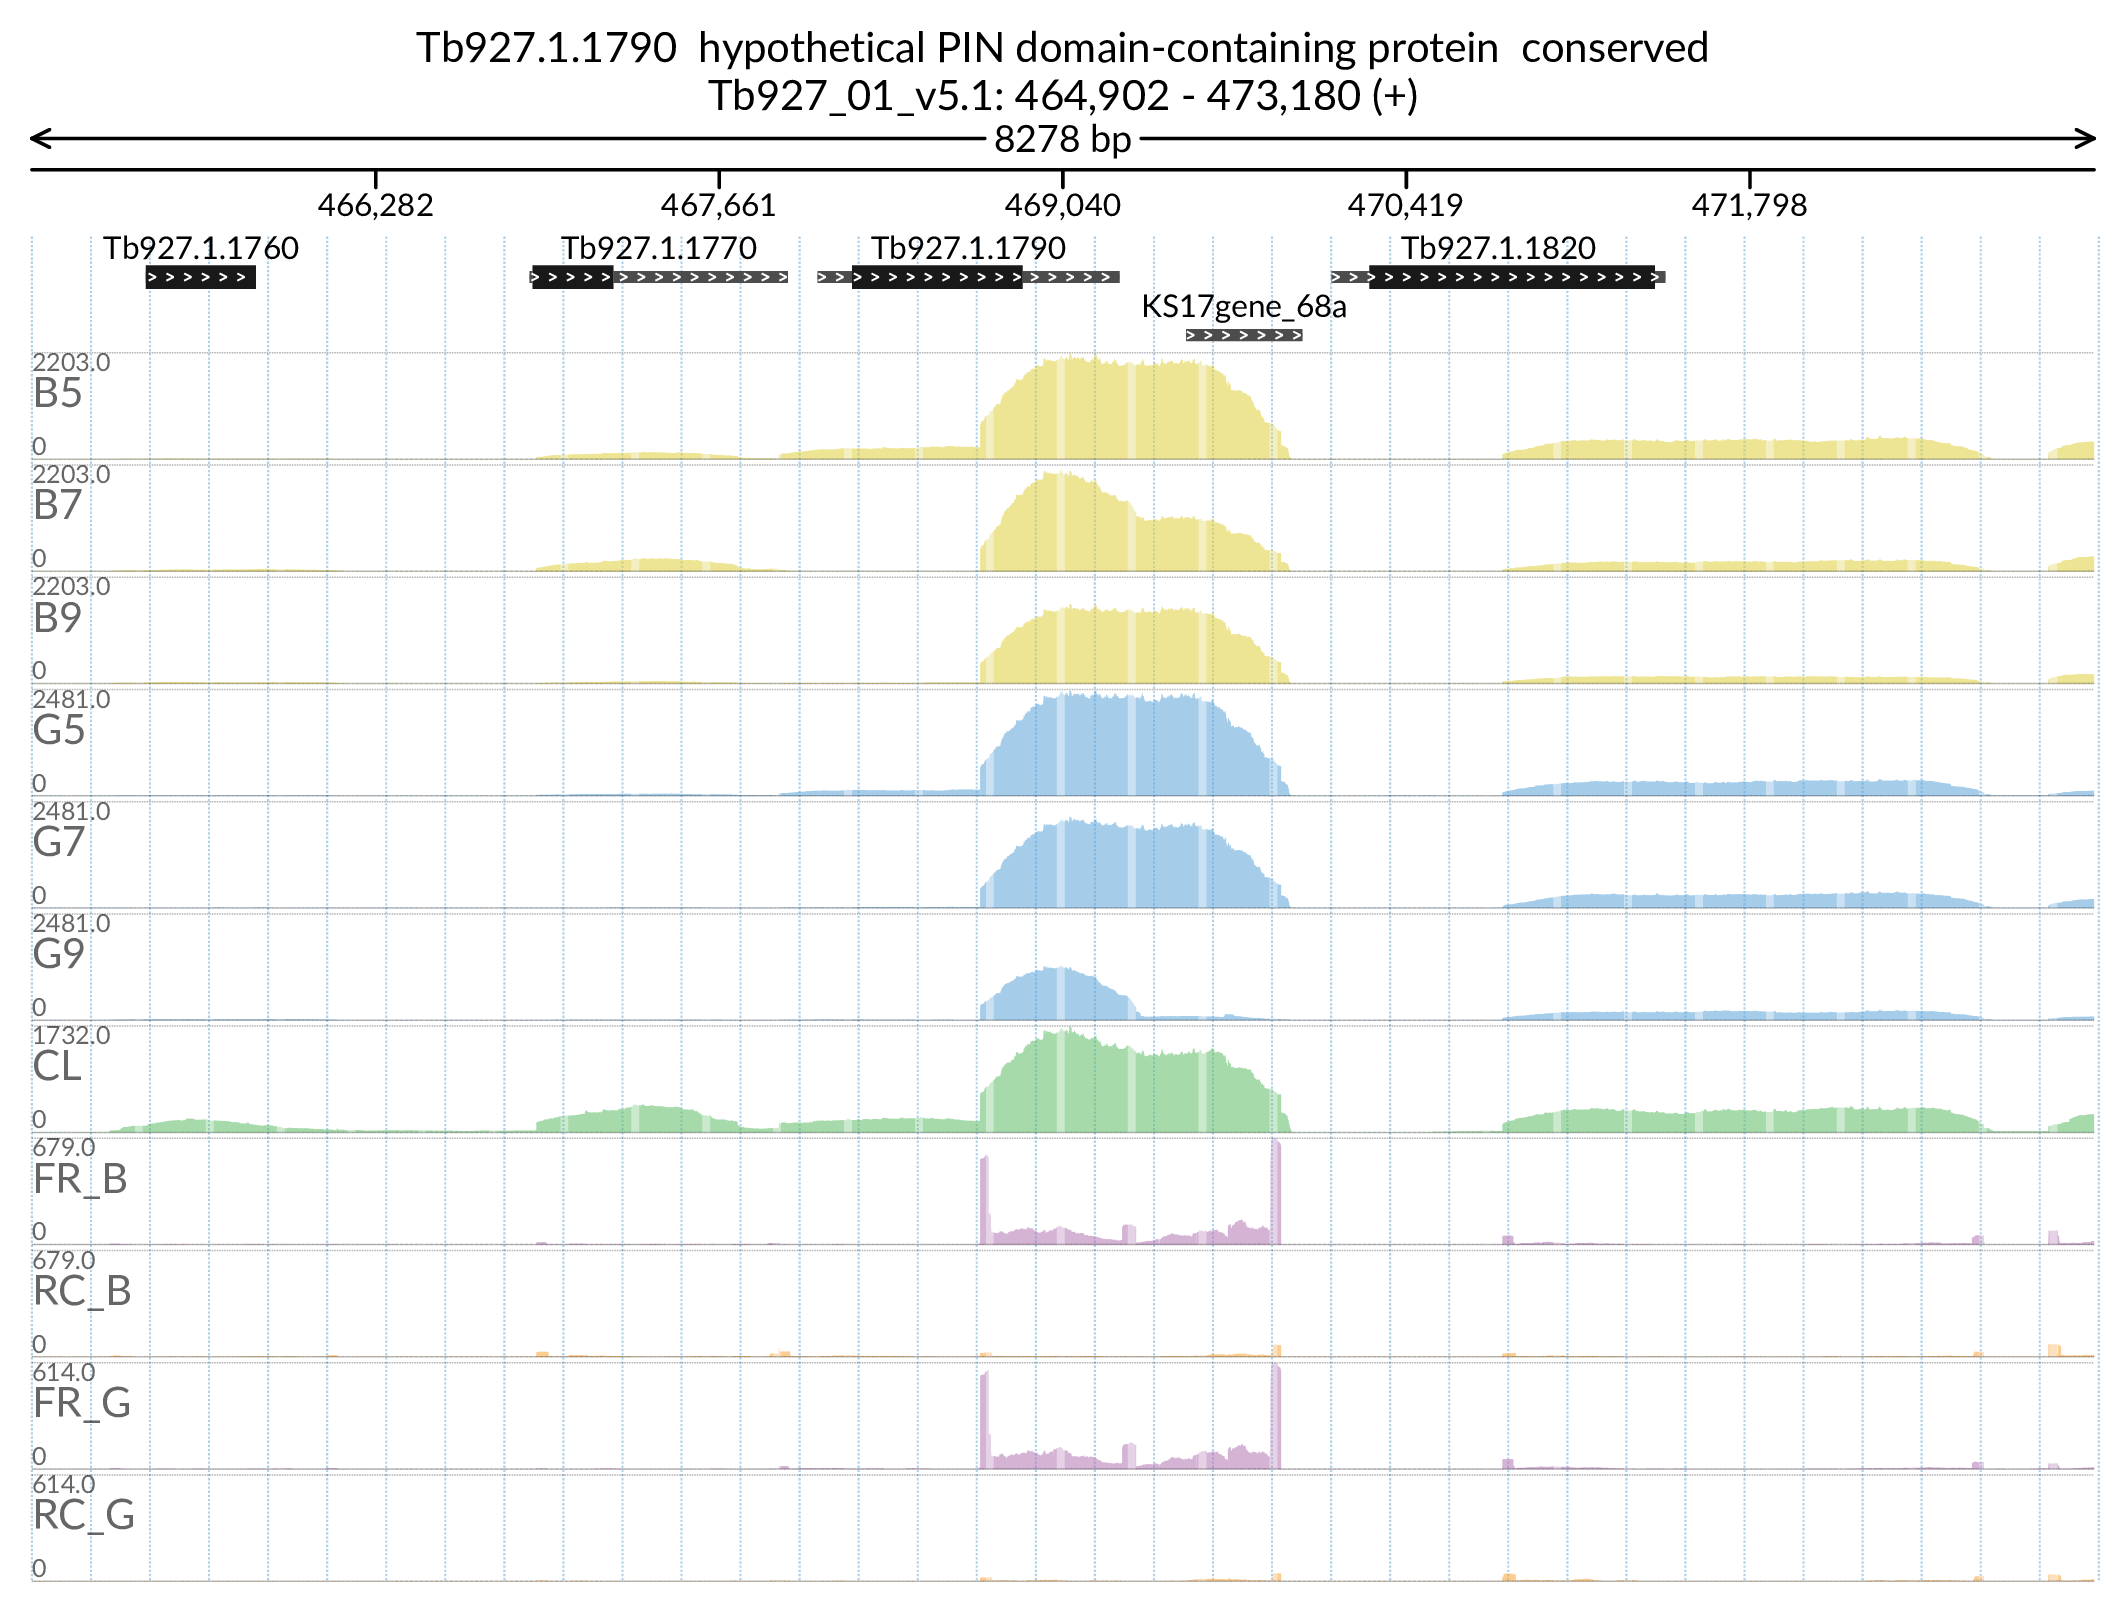 Tb927.1.1790  hypothetical PIN domain-containing protein  conserved
Tb927_01_v5.1: 464,902 - 473,180 (+)
8278 bp
466,282 467,661 469,040 470,419 471,798
Tb927.1.1760 Tb927.1.1770 Tb927.1.1790 Tb927.1.1820
KS17gene_68a
2203.0
B5
0
2203.0
B7
0
2203.0
B9
0
2481.0
G5
0
2481.0
G7
0
2481.0
G9
0
1732.0
CL
0
679.0
FR_B
0
679.0
RC_B
0
614.0
FR_G
0
614.0
RC_G
0